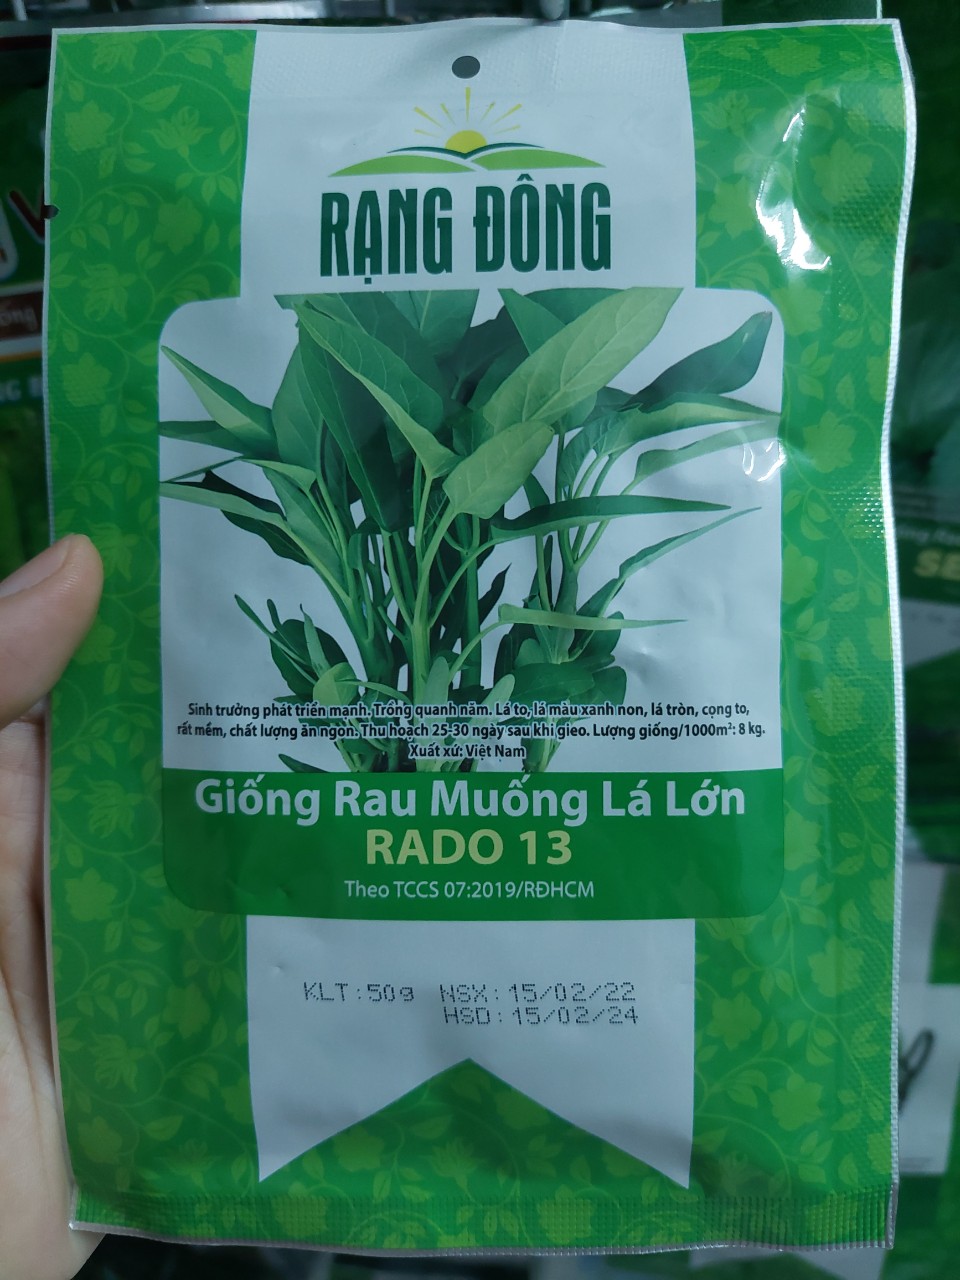 RẠNG ĐÔNG
Sinh trưởng phát triển mạnh. Trồng quanh năm. Lá to, lá màu xanh non, lá tròn, cọng to,
rất mềm, chất lượng ăn ngon. Thu hoạch 25-30 ngày sau khi gieo. Lượng giống/1000m²: 8 kg.
Xuất xứ: Việt Nam
Giống Rau Muống Lá Lớn
RADO 13
Theo TCCS 07:2019/RĐHCM
KLT:50g NSX:15/02/22
HSD:15/02/24